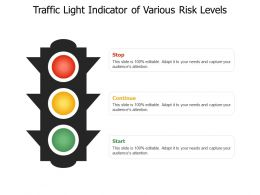 Traffic Light Indicator of Various Risk Levels
Stop
This slide is 100% editable. Adapt it to your needs and capture your
audience's attention.
Continue
This slide is 100% editable. Adapt it to your needs and capture your
audience's attention.
Start
This slide is 100% editable. Adapt it to your needs and capture your
audience's attention.